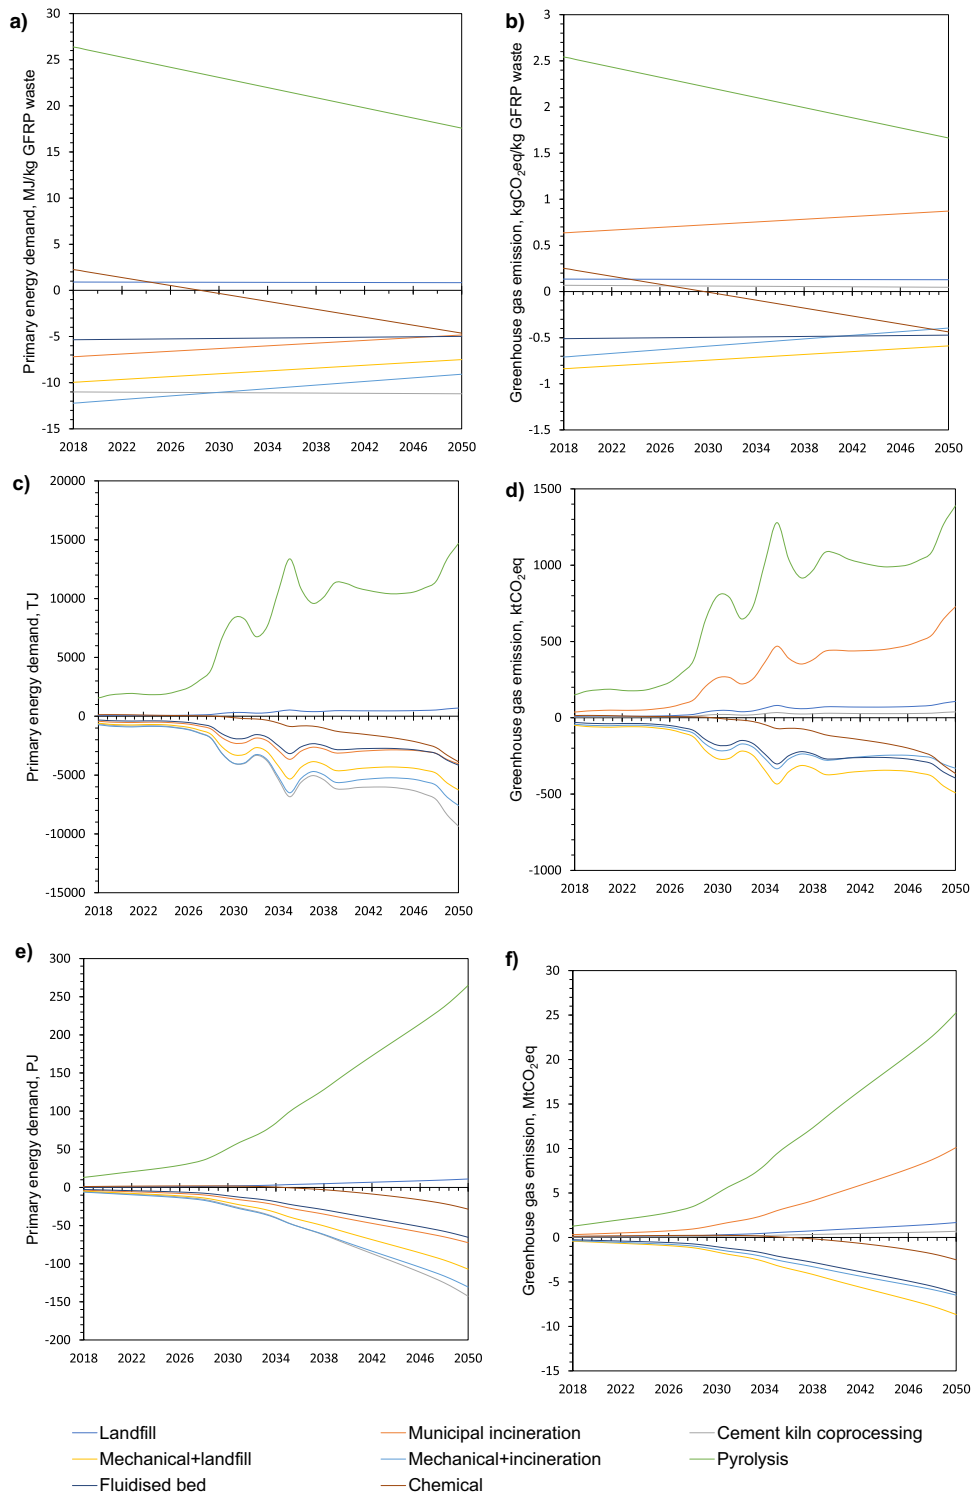 a)
Primary energy demand, MJ/kg GFRP waste
30
25
20
15
10
5
0
-5
-10
-15
2018 2022 2026 2030 2034 2038 2042 2046 2050
b)
Greenhouse gas emission, kgCO₂eq/kg GFRP waste
3
2.5
2
1.5
1
0.5
0
-0.5
-1
-1.5
2018 2022 2026 2030 2034 2038 2042 2046 2050
c)
Primary energy demand, TJ
20000
15000
10000
5000
0
-5000
-10000
-15000
2018 2022 2026 2030 2034 2038 2042 2046 2050
d)
Greenhouse gas emission, ktCO₂eq
1500
1000
500
0
-500
-1000
2018 2022 2026 2030 2034 2038 2042 2046 2050
e)
Primary energy demand, PJ
300
250
200
150
100
50
0
-50
-100
-150
-200
2018 2022 2026 2030 2034 2038 2042 2046 2050
f)
Greenhouse gas emission, MtCO₂eq
30
25
20
15
10
5
0
-5
-10
-15
2018 2022 2026 2030 2034 2038 2042 2046 2050
Landfill Municipal incineration Cement kiln coprocessing
Mechanical+landfill Mechanical+incineration Pyrolysis
Fluidised bed Chemical